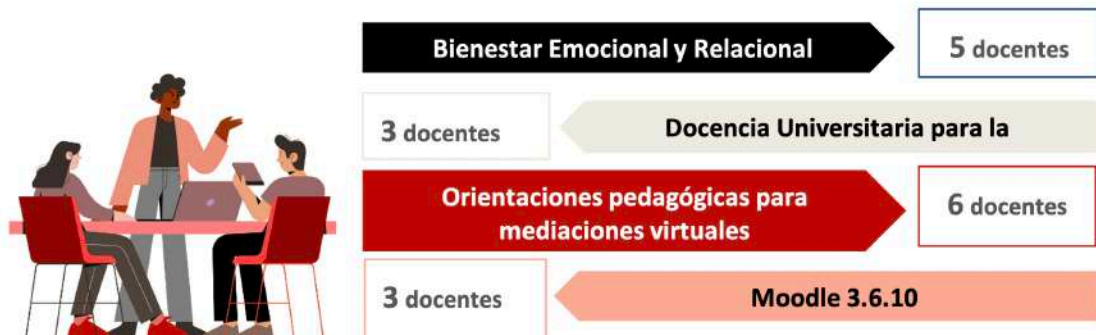 Bienestar Emocional y Relacional
5 docentes
3 docentes
Docencia Universitaria para la
Orientaciones pedagógicas para
mediaciones virtuales
6 docentes
3 docentes
Moodle 3.6.10